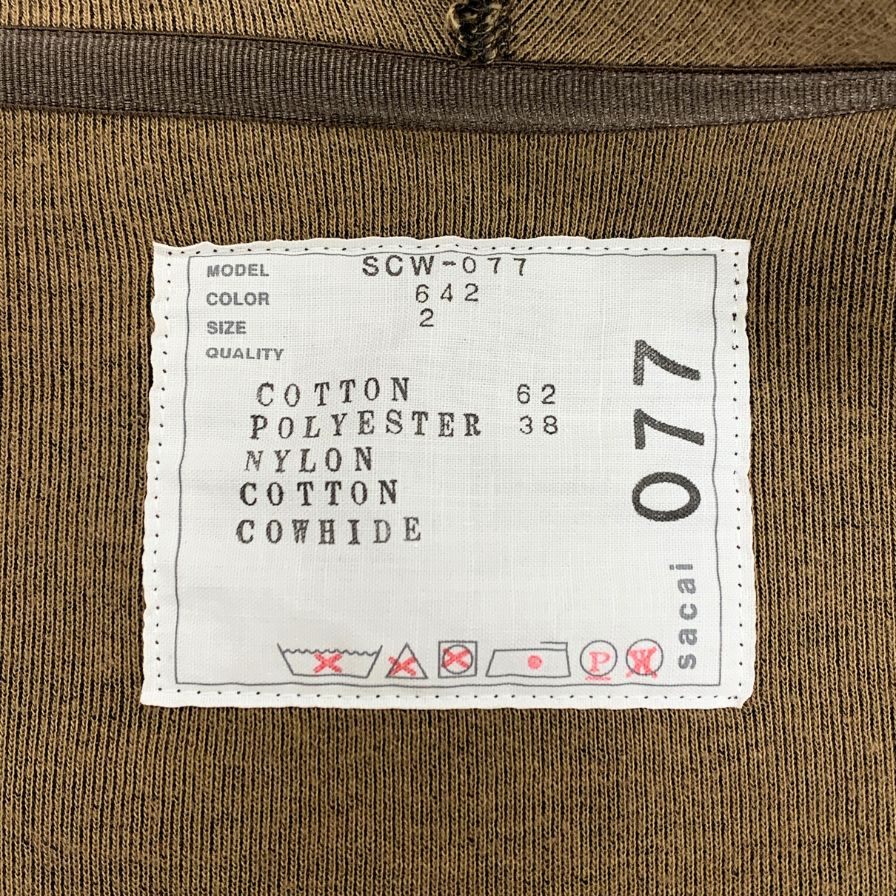 MODEL SCW-077
COLOR 642
SIZE 2
QUALITY
COTTON 62
POLYESTER 38
NYLON
COTTON
COWHIDE
P W
077
sacai